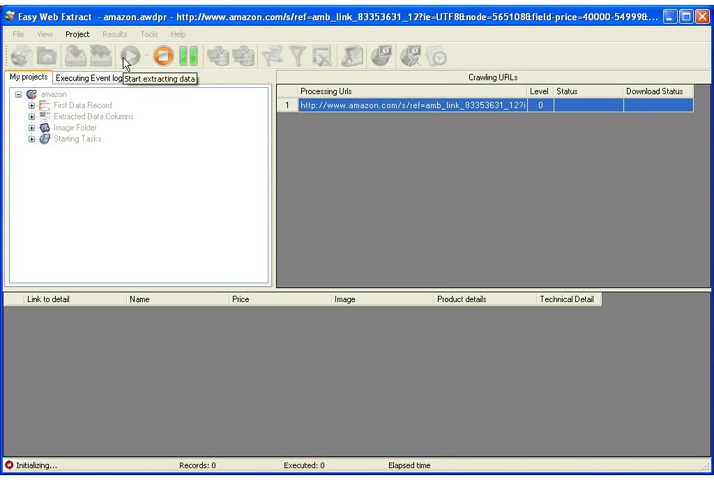 Easy Web Extract - amazon.awdpr - http://www.amazon.com/s/ref=amb_link_83353631_12?ie=UTF8&node=565108&field-price=40000-54999&...
File View Project Results Tools Help
My projects Executing Event log Start extracting data Crawling URLs
Processing Urls Level Status Download Status
1 http://www.amazon.com/s/ref=amb_link_83353631_12?i 0
amazon
First Data Record
Extracted Data Columns
Image Folder
Starting Tasks
Link to detail Name Price Image Product details Technical Detail
Initializing... Records: 0 Executed: 0 Elapsed time